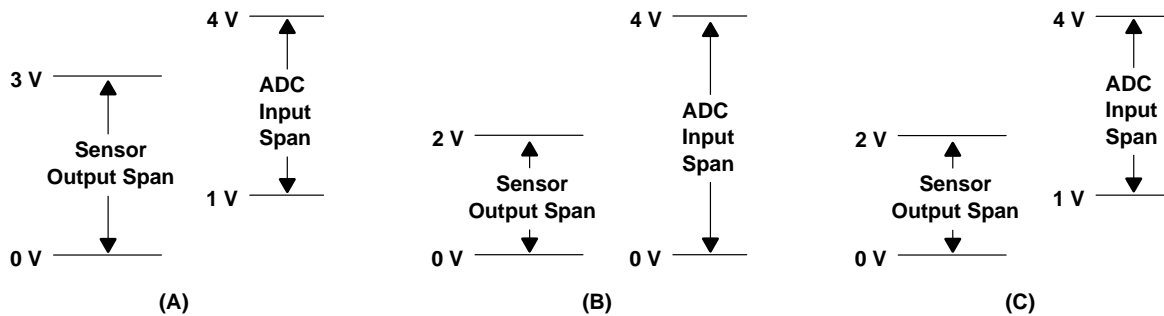 4 V
3 V
ADC
Input
Span
Sensor
Output Span
1 V
0 V
(A)
4 V
ADC
Input
Span
2 V
Sensor
Output Span
0 V
0 V
(B)
4 V
ADC
Input
Span
2 V
Sensor
Output Span
1 V
0 V
(C)